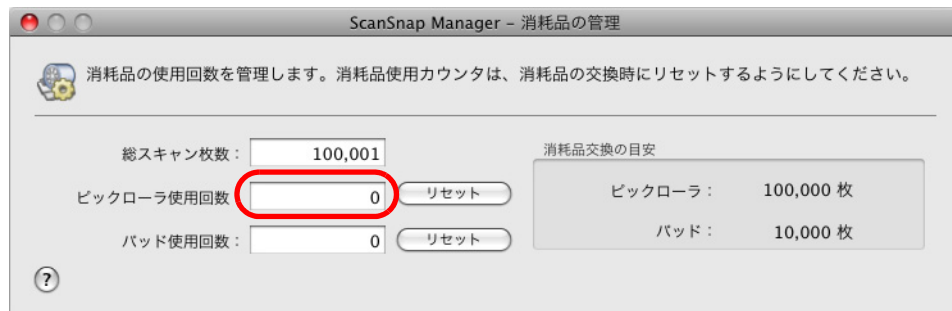 ScanSnap Manager – 消耗品の管理
消耗品の使用回数を管理します。消耗品使用カウンタは、消耗品の交換時にリセットするようにしてください。
総スキャン枚数： 100,001
ピックローラ使用回数 0 リセット
パッド使用回数： 0 リセット
消耗品交換の目安
ピックローラ： 100,000 枚
パッド： 10,000 枚
?